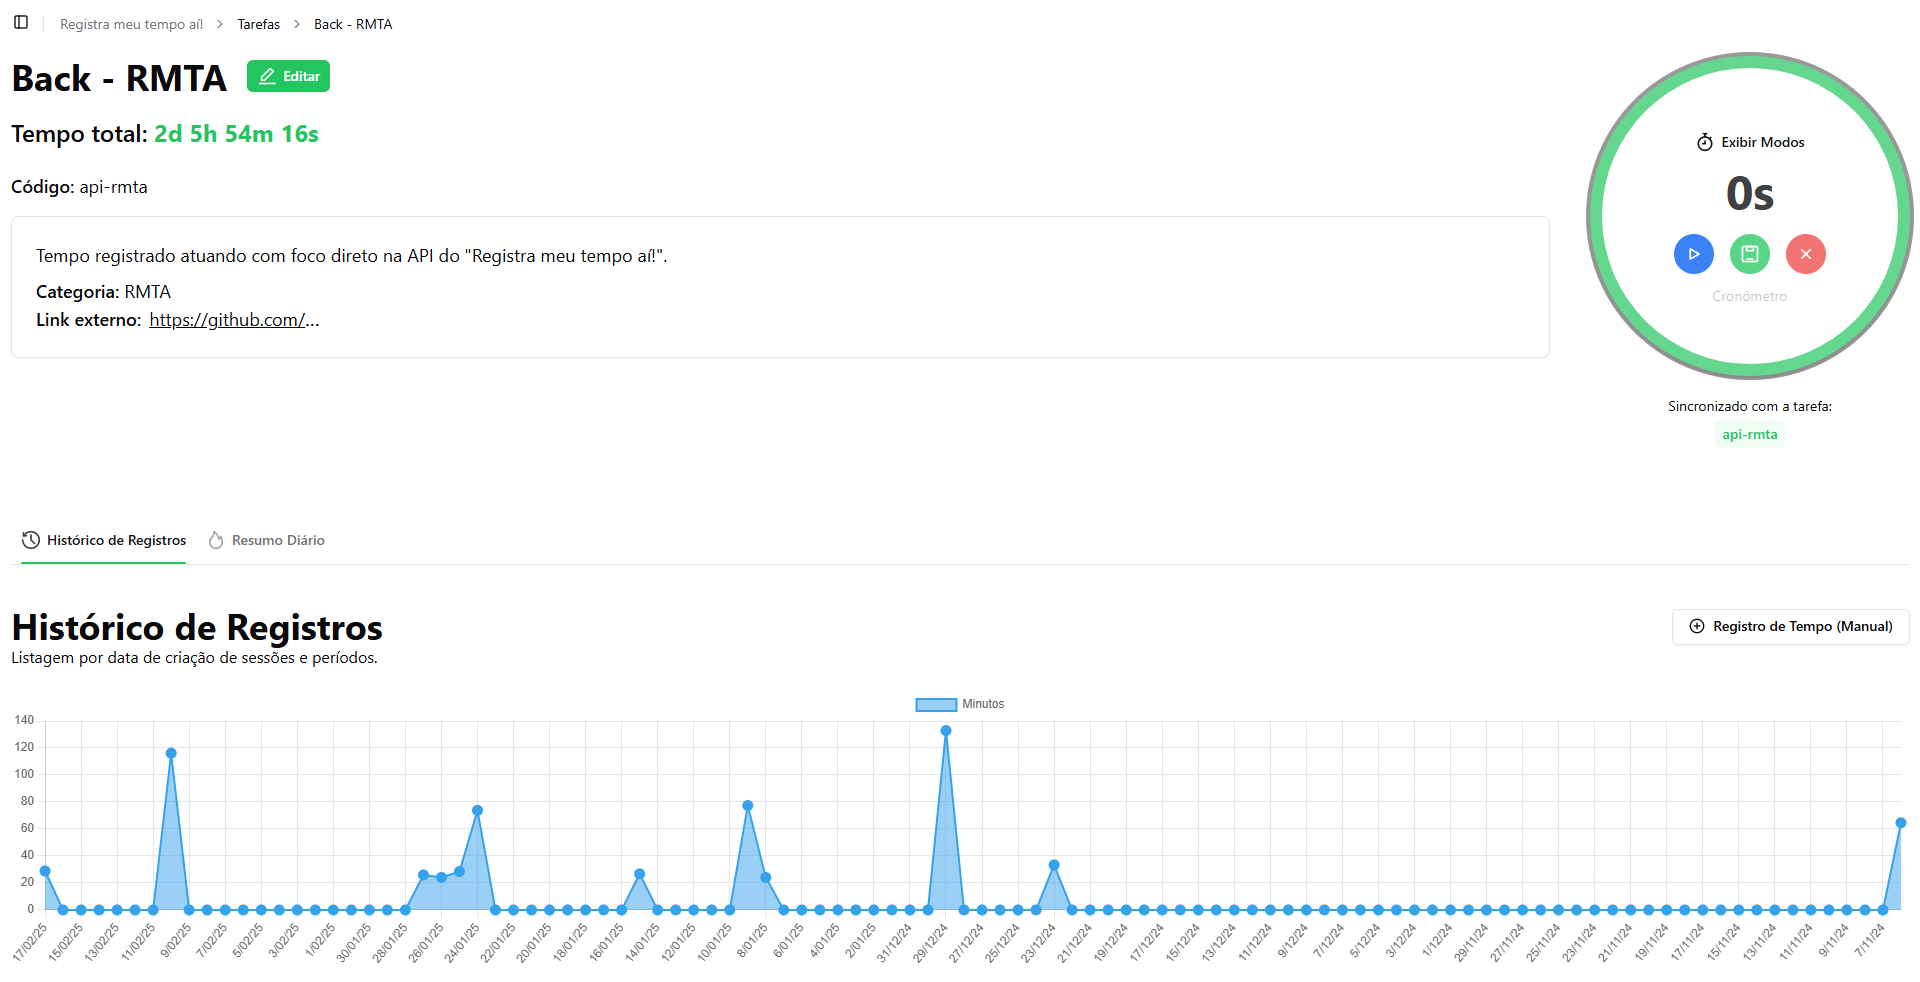 Registra meu tempo aí! > Tarefas > Back - RMTA
Back - RMTA Editar
Tempo total: 2d 5h 54m 16s
Código: api-rmta
Tempo registrado atuando com foco direto na API do "Registra meu tempo aí!".
Categoria: RMTA
Link externo: https://github.com/...
Exibir Modos
0s
Cronômetro
Sincronizado com a tarefa:
api-rmta
Histórico de Registros Resumo Diário
Histórico de Registros
Listagem por data de criação de sessões e períodos.
Registro de Tempo (Manual)
Minutos
140
120
100
80
60
40
20
0
17/02/25 15/02/25 13/02/25 11/02/25 9/02/25 7/02/25 5/02/25 3/02/25 1/02/25 30/01/25 28/01/25 26/01/25 24/01/25 22/01/25 20/01/25 18/01/25 16/01/25 14/01/25 12/01/25 10/01/25 8/01/25 6/01/25 4/01/25 2/01/25 31/12/24 29/12/24 27/12/24 25/12/24 23/12/24 21/12/24 19/12/24 17/12/24 15/12/24 13/12/24 11/12/24 9/12/24 7/12/24 5/12/24 3/12/24 1/12/24 29/11/24 27/11/24 25/11/24 23/11/24 21/11/24 19/11/24 17/11/24 15/11/24 13/11/24 11/11/24 9/11/24 7/11/24